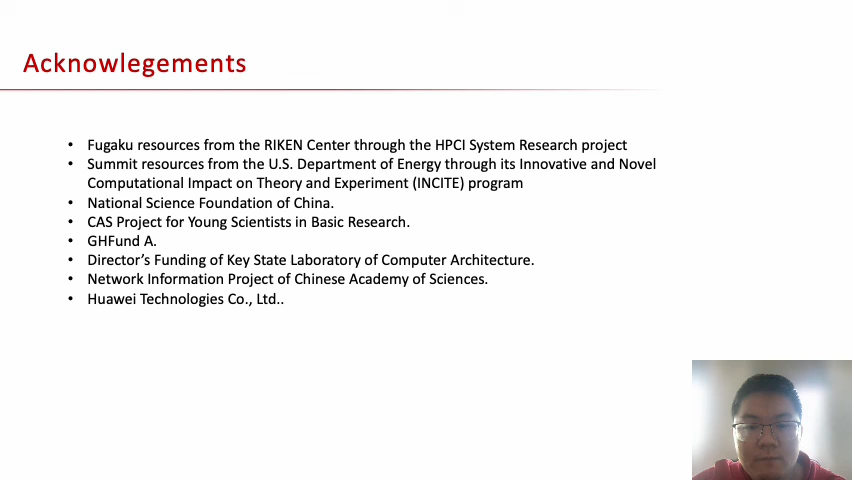 Acknowlegements
• Fugaku resources from the RIKEN Center through the HPCI System Research project
• Summit resources from the U.S. Department of Energy through its Innovative and Novel
Computational Impact on Theory and Experiment (INCITE) program
• National Science Foundation of China.
• CAS Project for Young Scientists in Basic Research.
• GHFund A.
• Director’s Funding of Key State Laboratory of Computer Architecture.
• Network Information Project of Chinese Academy of Sciences.
• Huawei Technologies Co., Ltd..